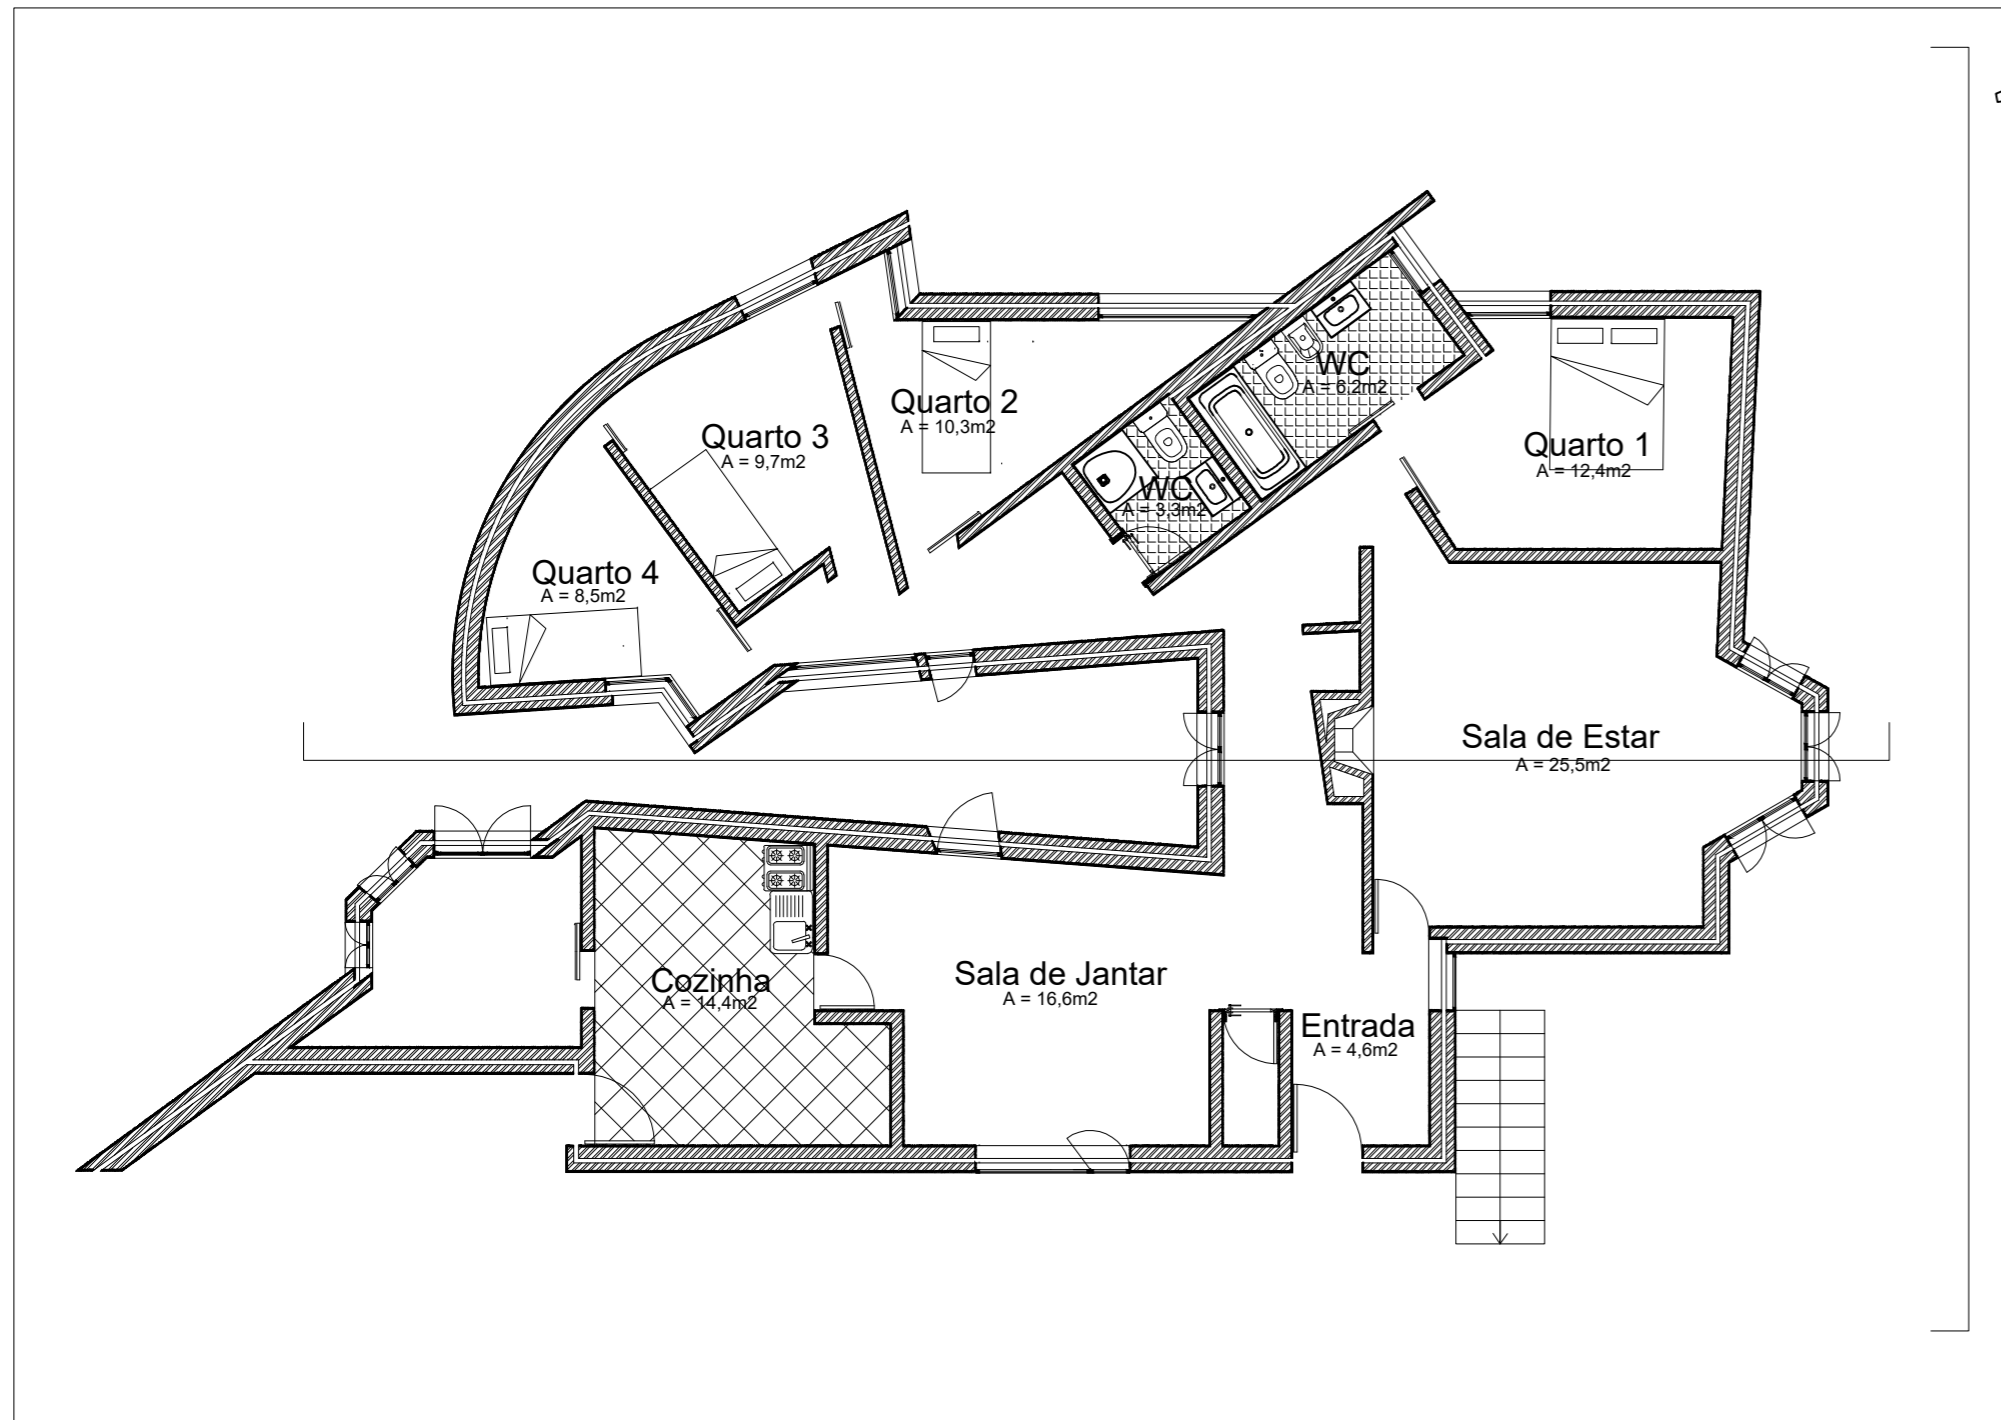 WC
A = 6,2m2
Quarto 2
A = 10,3m2
Quarto 3
A = 9,7m2
Quarto 1
A = 12,4m2
WC
A = 3,3m2
Quarto 4
A = 8,5m2
Sala de Estar
A = 25,5m2
Cozinha
A = 14,4m2
Sala de Jantar
A = 16,6m2
Entrada
A = 4,6m2